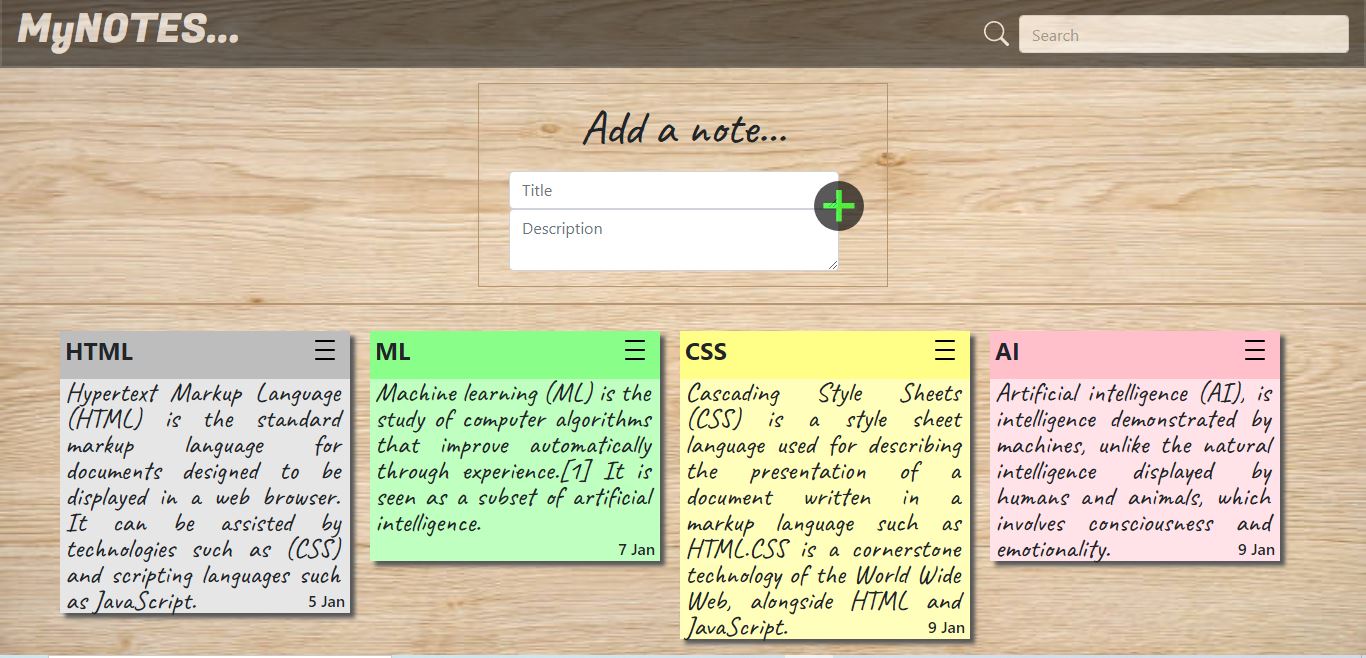 MyNOTES...
Search
Add a note...
Title
Description
HTML
Hypertext Markup Language
(HTML) is the standard
markup language for
documents designed to be
displayed in a web browser.
It can be assisted by
technologies such as (CSS)
and scripting languages such
as JavaScript.
5 Jan
ML
Machine learning (ML) is the
study of computer algorithms
that improve automatically
through experience.[1] It is
seen as a subset of artificial
intelligence.
7 Jan
CSS
Cascading Style Sheets
(CSS) is a style sheet
language used for describing
the presentation of a
document written in a
markup language such as
HTML.CSS is a cornerstone
technology of the World Wide
Web, alongside HTML and
JavaScript.
9 Jan
AI
Artificial intelligence (AI), is
intelligence demonstrated by
machines, unlike the natural
intelligence displayed by
humans and animals, which
involves consciousness and
emotionality.
9 Jan